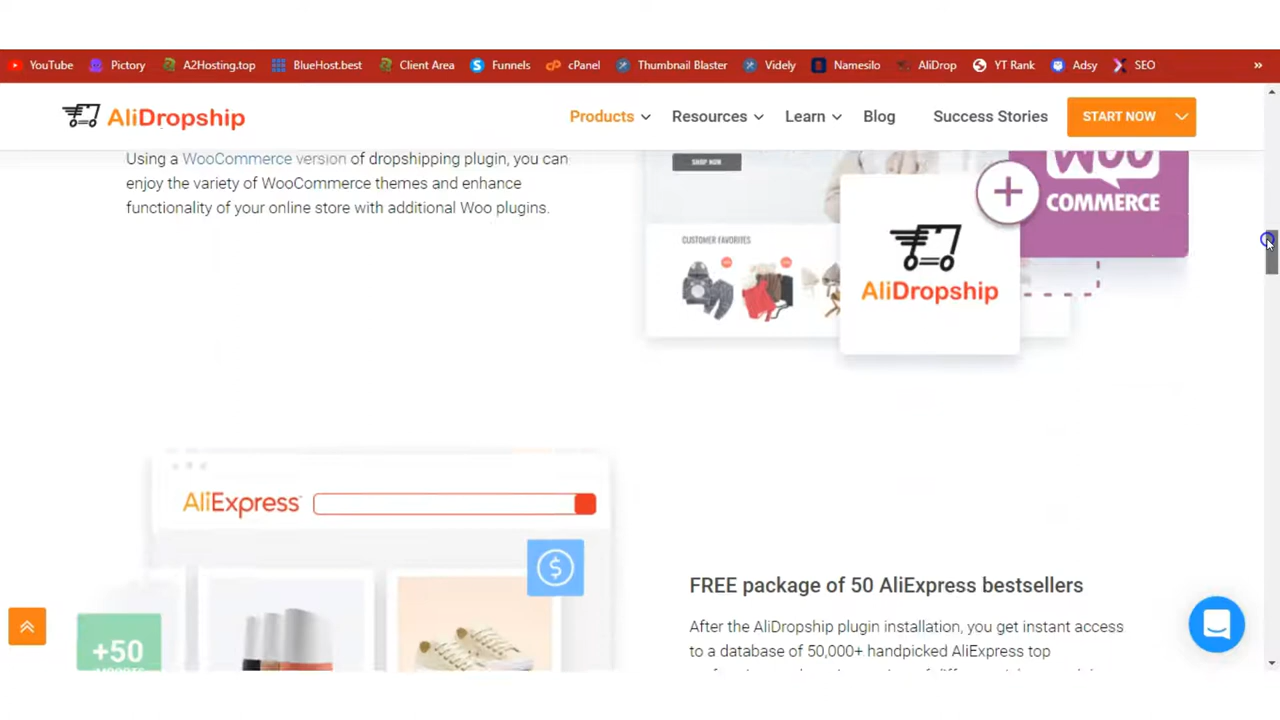 YouTube Pictory A2Hosting.top BlueHost.best Client Area Funnels cPanel Thumbnail Blaster Videly Namesilo AliDrop YT Rank Adsy SEO »
AliDropship
Products Resources Learn Blog Success Stories START NOW
Using a WooCommerce version of dropshipping plugin, you can
enjoy the variety of WooCommerce themes and enhance
functionality of your online store with additional Woo plugins.
SHOP NOW
WOO
COMMERCE
CUSTOMER FAVORITES
AliDropship
AliExpress
+50
FREE package of 50 AliExpress bestsellers
After the AliDropship plugin installation, you get instant access
to a database of 50,000+ handpicked AliExpress top